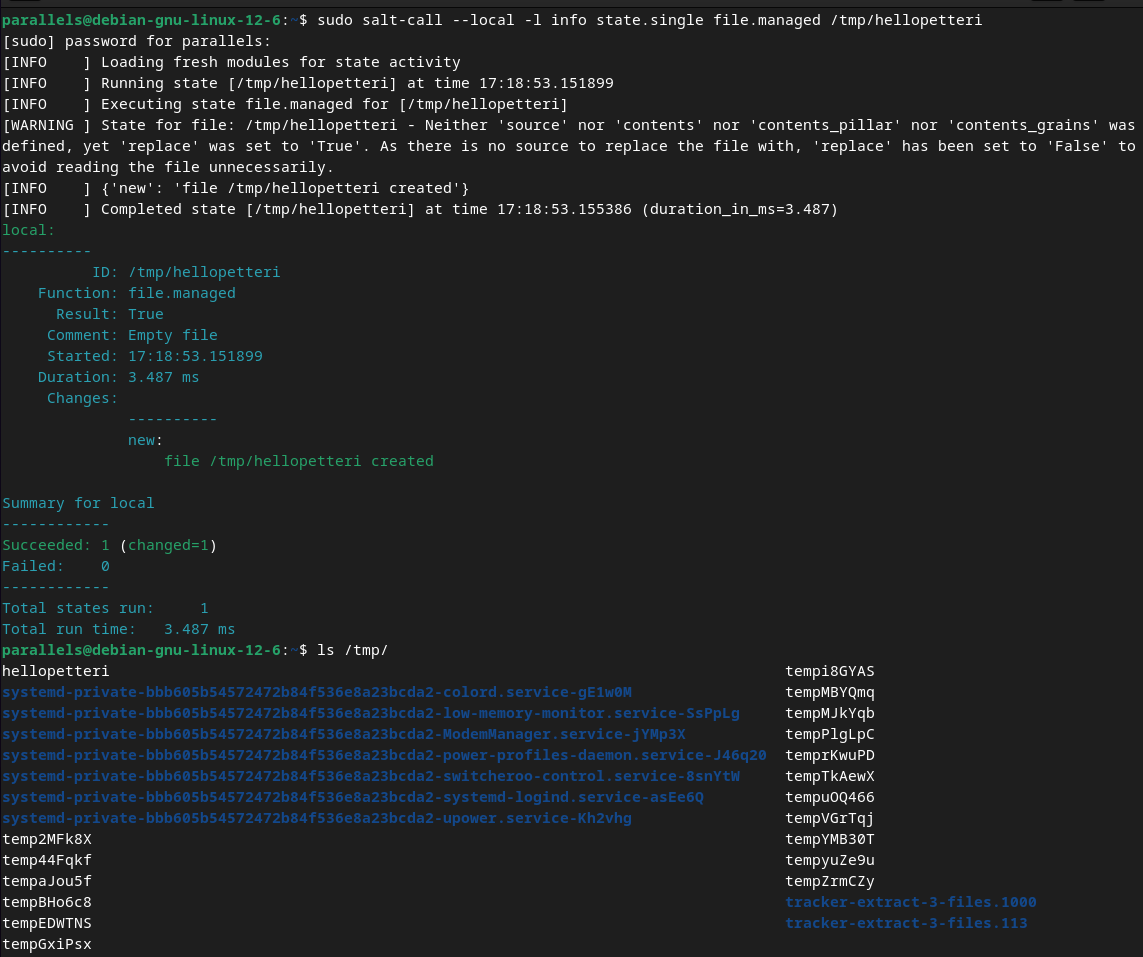 parallels@debian-gnu-linux-12-6:~$ sudo salt-call --local -l info state.single file.managed /tmp/hellopetteri
[sudo] password for parallels:
[INFO    ] Loading fresh modules for state activity
[INFO    ] Running state [/tmp/hellopetteri] at time 17:18:53.151899
[INFO    ] Executing state file.managed for [/tmp/hellopetteri]
[WARNING ] State for file: /tmp/hellopetteri - Neither 'source' nor 'contents' nor 'contents_pillar' nor 'contents_grains' was
defined, yet 'replace' was set to 'True'. As there is no source to replace the file with, 'replace' has been set to 'False' to
avoid reading the file unnecessarily.
[INFO    ] {'new': 'file /tmp/hellopetteri created'}
[INFO    ] Completed state [/tmp/hellopetteri] at time 17:18:53.155386 (duration_in_ms=3.487)
local:
----------
          ID: /tmp/hellopetteri
    Function: file.managed
      Result: True
     Comment: Empty file
     Started: 17:18:53.151899
    Duration: 3.487 ms
     Changes:
              ----------
              new:
                  file /tmp/hellopetteri created

Summary for local
------------
Succeeded: 1 (changed=1)
Failed:    0
------------
Total states run:     1
Total run time:   3.487 ms
parallels@debian-gnu-linux-12-6:~$ ls /tmp/
hellopetteri                                                                           tempi8GYAS
systemd-private-bbb605b54572472b84f536e8a23bcda2-colord.service-gE1w0M                 tempMBYQmq
systemd-private-bbb605b54572472b84f536e8a23bcda2-low-memory-monitor.service-SsPpLg     tempMJkYqb
systemd-private-bbb605b54572472b84f536e8a23bcda2-ModemManager.service-jYMp3X           tempPlgLpC
systemd-private-bbb605b54572472b84f536e8a23bcda2-power-profiles-daemon.service-J46q20  temprKwuPD
systemd-private-bbb605b54572472b84f536e8a23bcda2-switcheroo-control.service-8snYtW     tempTkAewX
systemd-private-bbb605b54572472b84f536e8a23bcda2-systemd-logind.service-asEe6Q         tempuOQ466
systemd-private-bbb605b54572472b84f536e8a23bcda2-upower.service-Kh2vhg                 tempVGrTqj
temp2MFk8X                                                                             tempYMB30T
temp44Fqkf                                                                             tempyuZe9u
tempaJou5f                                                                             tempZrmCZy
tempBHo6c8                                                                             tracker-extract-3-files.1000
tempEDWTNS                                                                             tracker-extract-3-files.113
tempGxiPsx